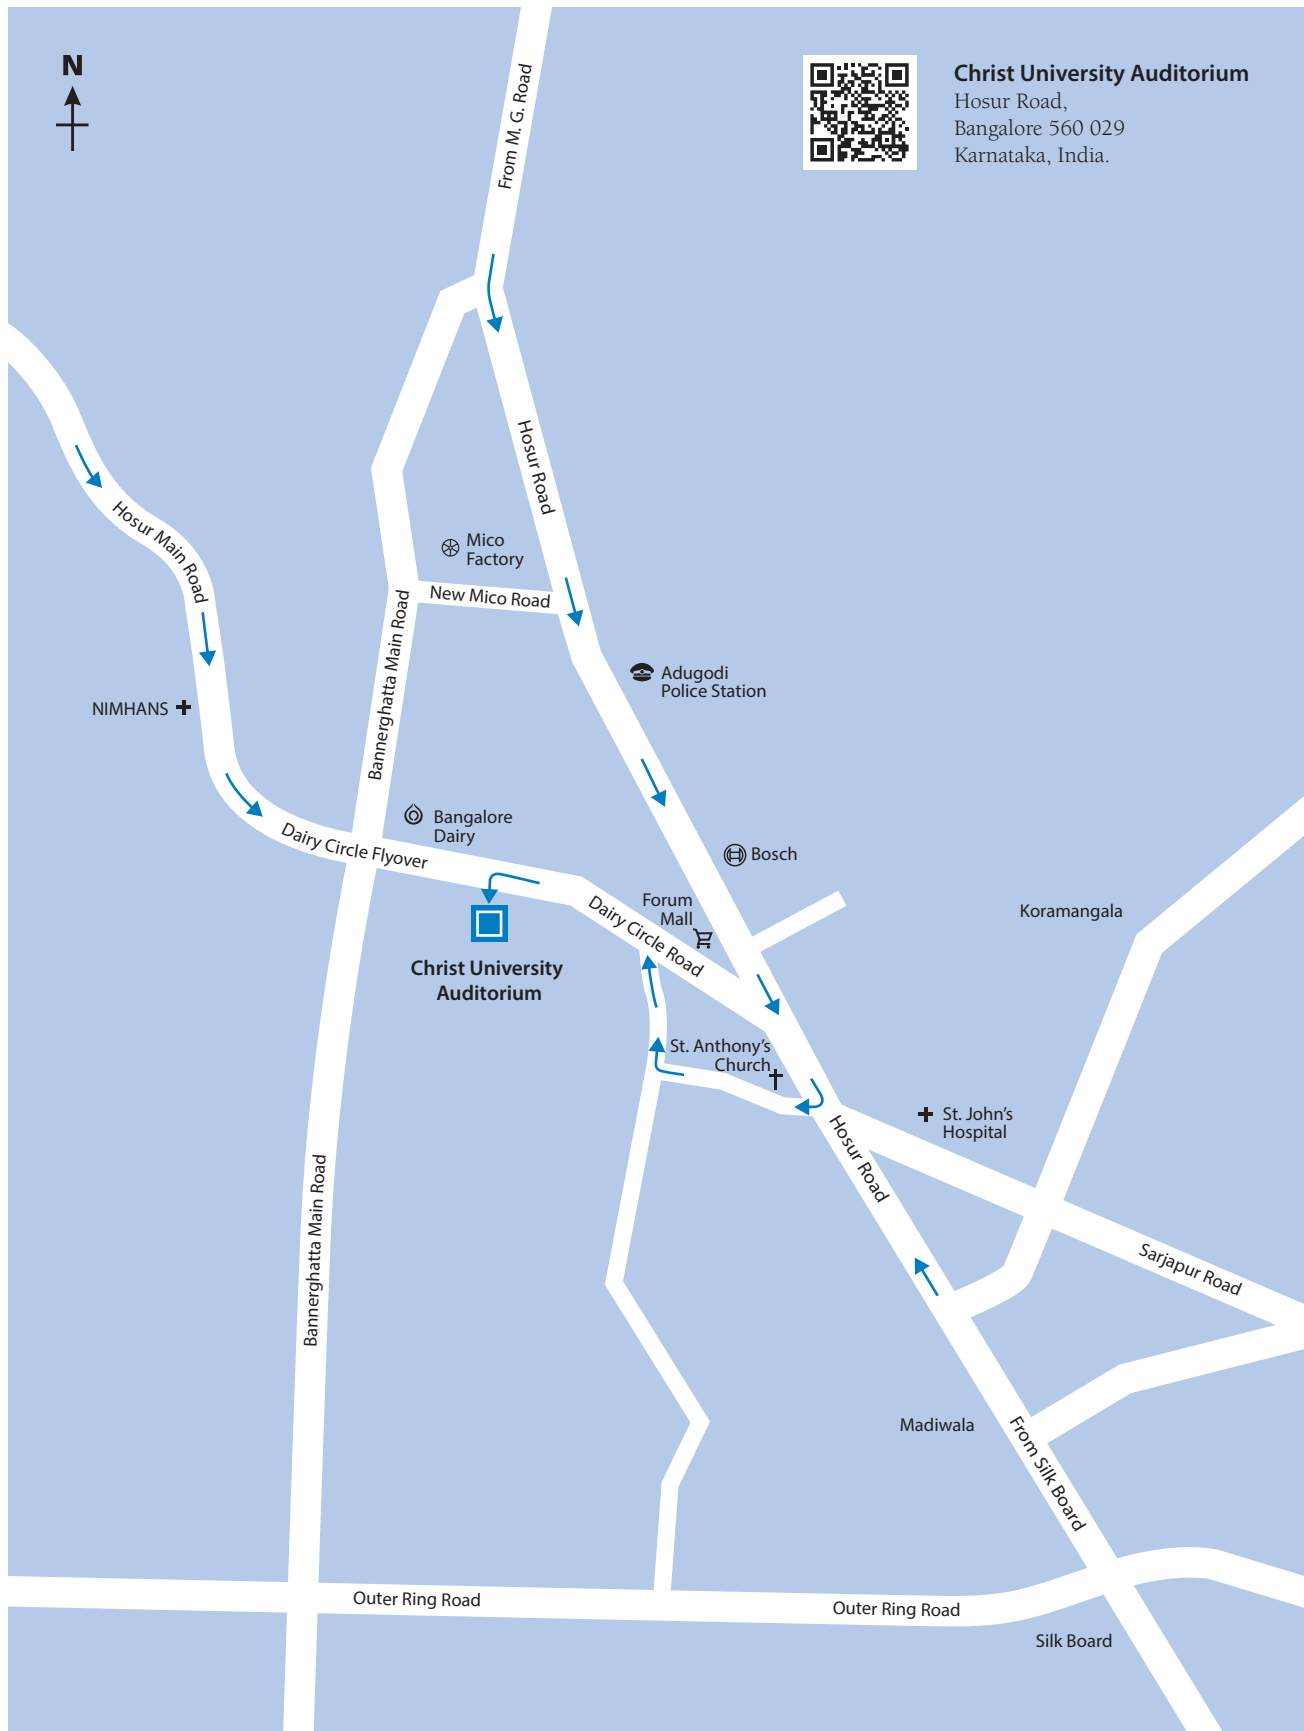 N
Christ University Auditorium
Hosur Road,
Bangalore 560 029
Karnataka, India.
From M. G. Road
Hosur Road
Hosur Main Road
Mico
Factory
New Mico Road
Bannerghatta Main Road
Adugodi
Police Station
NIMHANS
Bangalore
Dairy
Dairy Circle Flyover
Bosch
Forum
Mall
Dairy Circle Road
Koramangala
Christ University
Auditorium
St. Anthony's
Church
St. John's
Hospital
Hosur Road
Bannerghatta Main Road
Sarjapur Road
Madiwala
From Silk Board
Outer Ring Road
Outer Ring Road
Silk Board